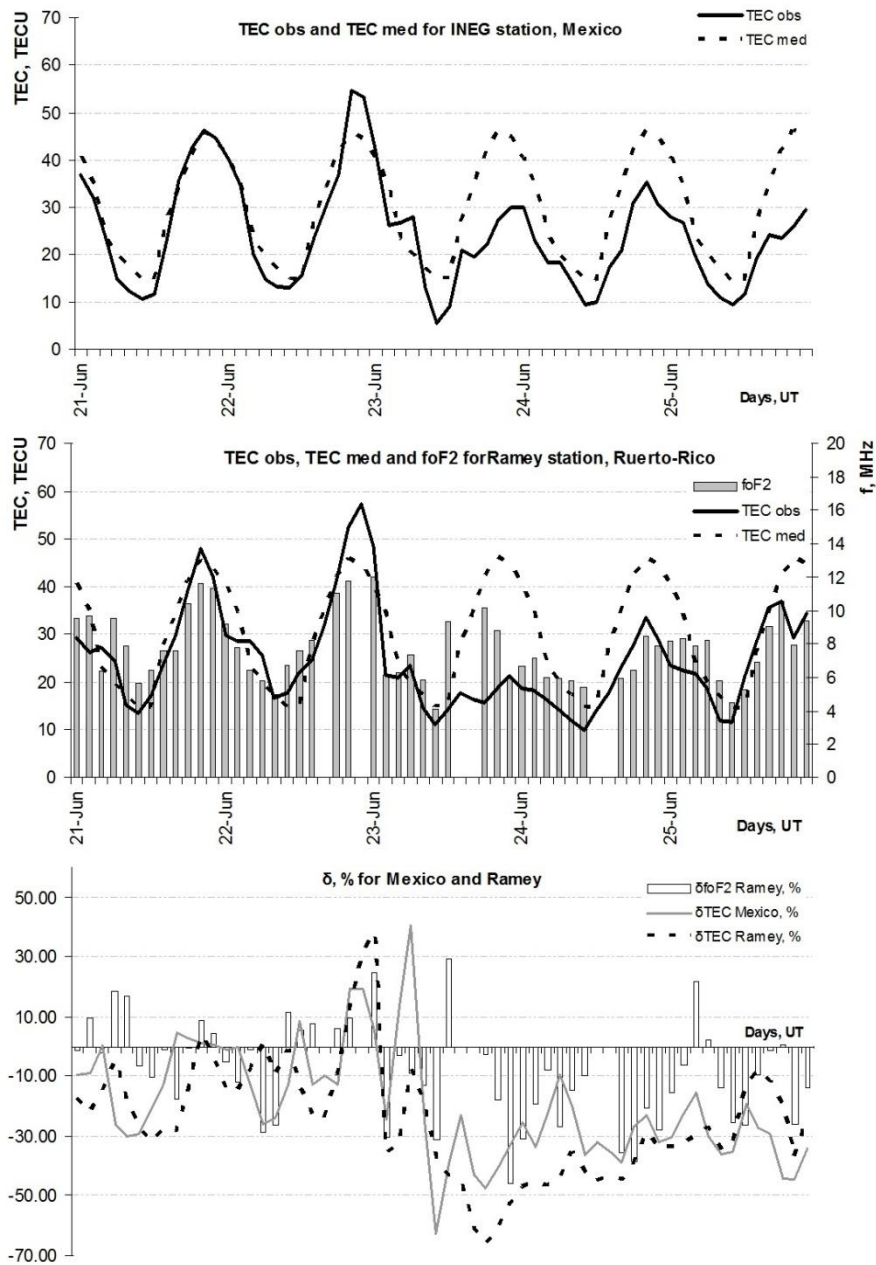 TEC obs and TEC med for INEG station, Mexico
TEC obs
TEC med
TEC, TECU
70
60
50
40
30
20
10
0
21-Jun
22-Jun
23-Jun
24-Jun
25-Jun
Days, UT
TEC obs, TEC med and foF2 forRamey station, Ruerto-Rico
foF2
TEC obs
TEC med
TEC, TECU
70
60
50
40
30
20
10
0
f, MHz
20
18
16
14
12
10
8
6
4
2
0
21-Jun
22-Jun
23-Jun
24-Jun
25-Jun
Days, UT
δ, % for Mexico and Ramey
δfoF2 Ramey, %
δTEC Mexico, %
δTEC Ramey, %
50.00
30.00
10.00
-10.00
-30.00
-50.00
-70.00
Days, UT